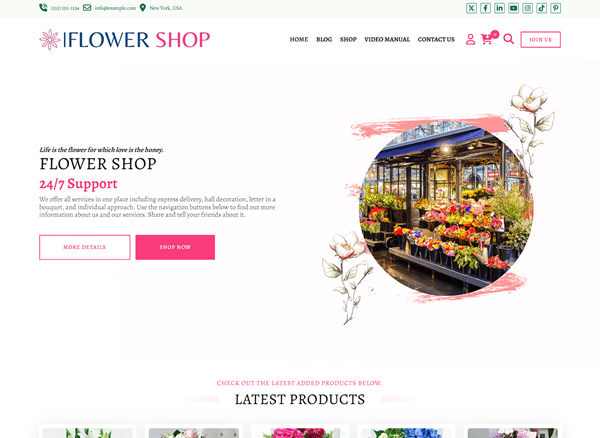 (555) 555-1234 info@example.com New York, USA
FLOWER SHOP
HOME BLOG SHOP VIDEO MANUAL CONTACT US
JOIN US
Life is the flower for which love is the honey.
FLOWER SHOP
24/7 Support
We offer all services in one place including express delivery, hall decoration, letter in a
bouquet, and individual approach. Use the navigation buttons below to find out more
information about us and our services. Share and tell your friends about it.
MORE DETAILS SHOP NOW
CHECK OUT THE LATEST ADDED PRODUCTS BELOW.
LATEST PRODUCTS